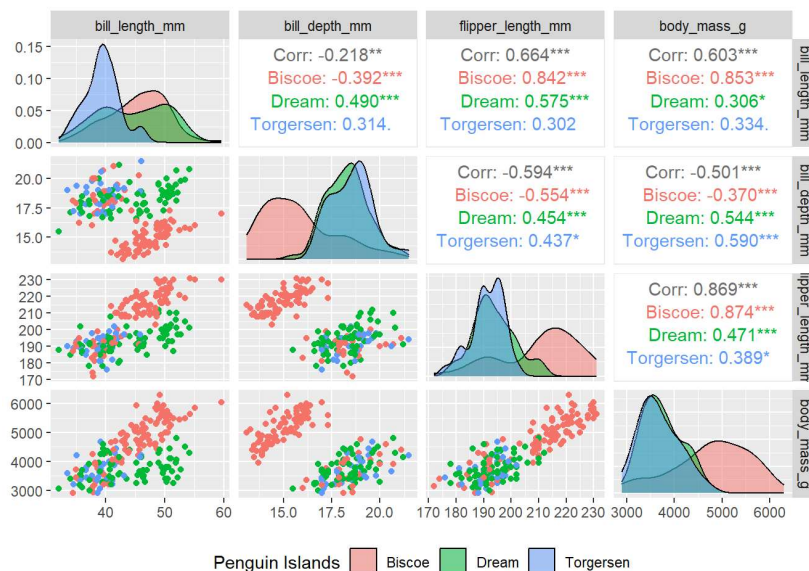 bill_length_mm bill_depth_mm flipper_length_mm body_mass_g
0.15
0.10
0.05
0.00
Corr: -0.218**
Biscoe: -0.392***
Dream: 0.490***
Torgersen: 0.314.
Corr: 0.664***
Biscoe: 0.842***
Dream: 0.575***
Torgersen: 0.302
Corr: 0.603***
Biscoe: 0.853***
Dream: 0.306*
Torgersen: 0.334.
bill_length_mm
20.0
17.5
15.0
Corr: -0.594***
Biscoe: -0.554***
Dream: 0.454***
Torgersen: 0.437*
Corr: -0.501***
Biscoe: -0.370***
Dream: 0.544***
Torgersen: 0.590***
bill_depth_mm
230
220
210
200
190
180
170
Corr: 0.869***
Biscoe: 0.874***
Dream: 0.471***
Torgersen: 0.389*
ipper_length_mm
6000
5000
4000
3000
body_mass_g
40 50 60
15.0 17.5 20.0
170 180 190 200 210 220 230
3000 4000 5000 6000
Penguin Islands Biscoe Dream Torgersen